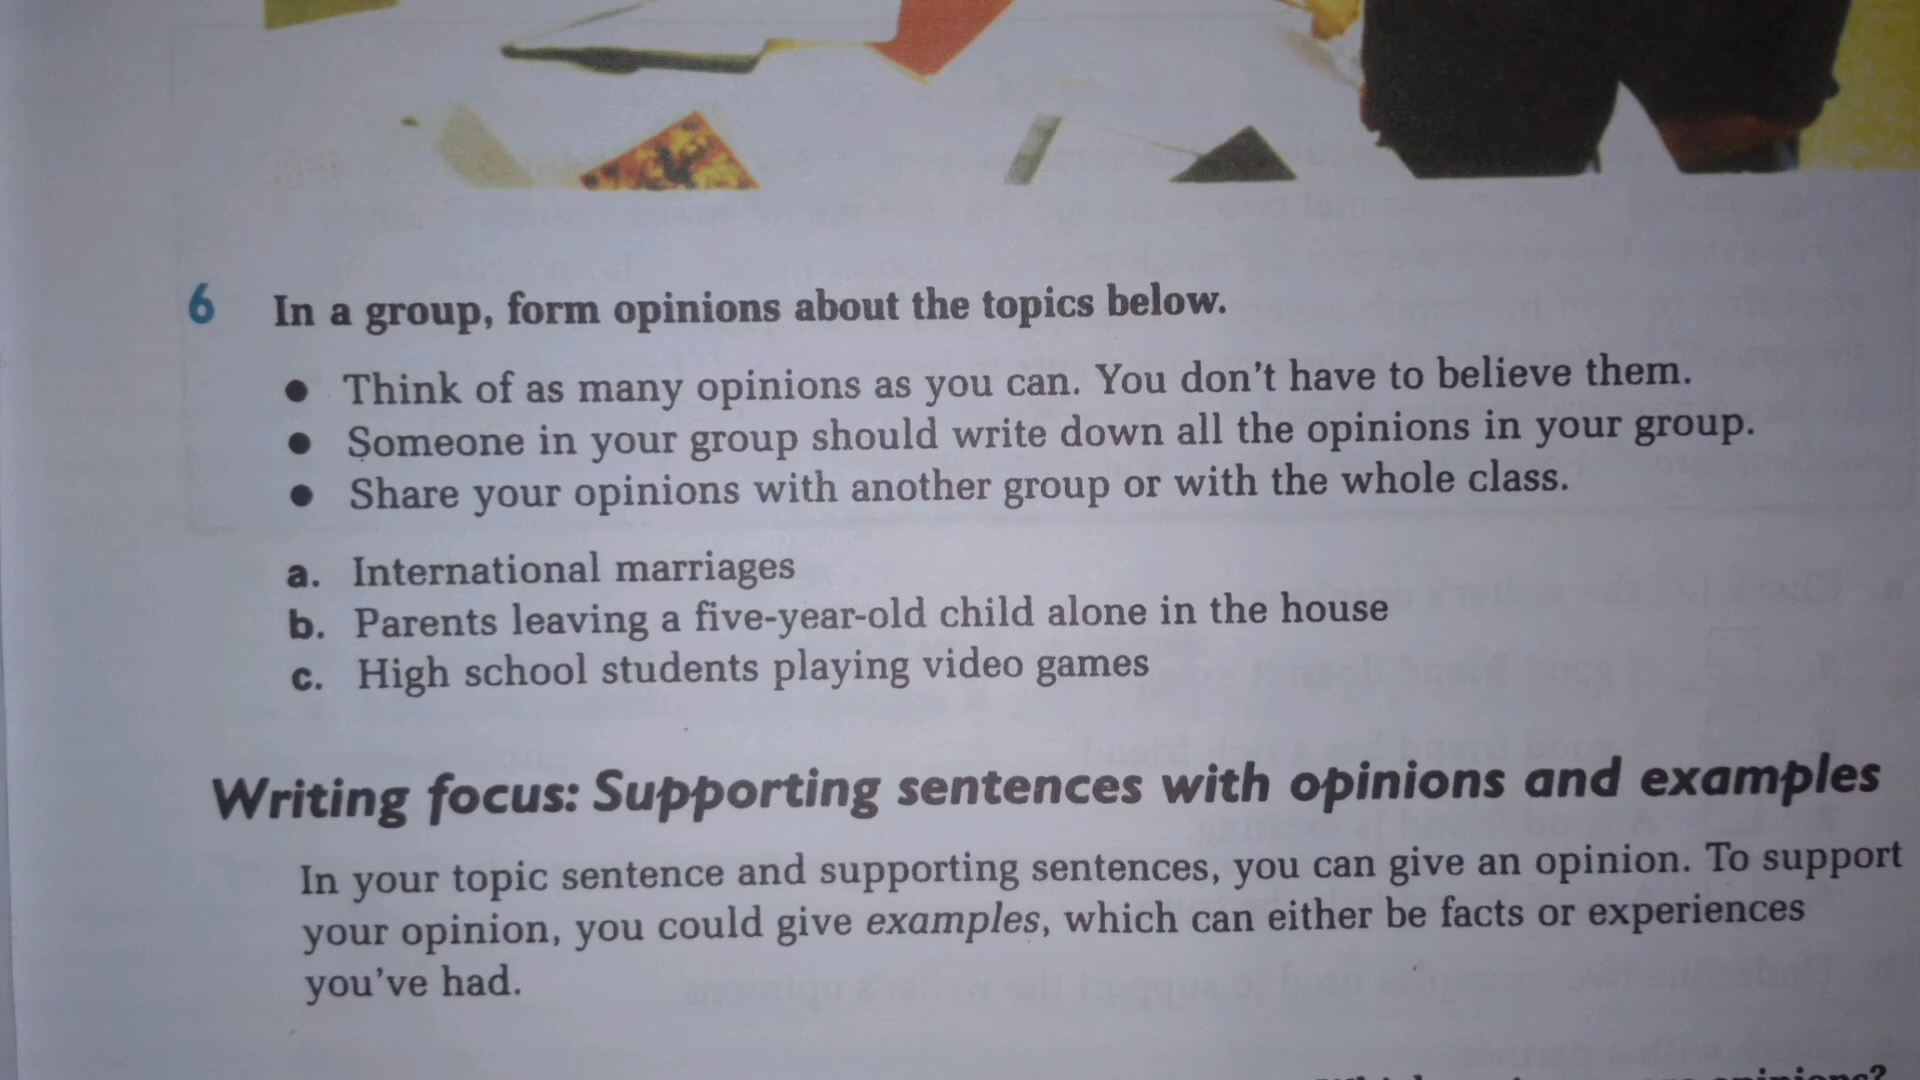 6 In a group, form opinions about the topics below.
● Think of as many opinions as you can. You don't have to believe them.
● Someone in your group should write down all the opinions in your group.
● Share your opinions with another group or with the whole class.
a. International marriages
b. Parents leaving a five-year-old child alone in the house
c. High school students playing video games
Writing focus: Supporting sentences with opinions and examples
In your topic sentence and supporting sentences, you can give an opinion. To support
your opinion, you could give examples, which can either be facts or experiences
you've had.
opinions?